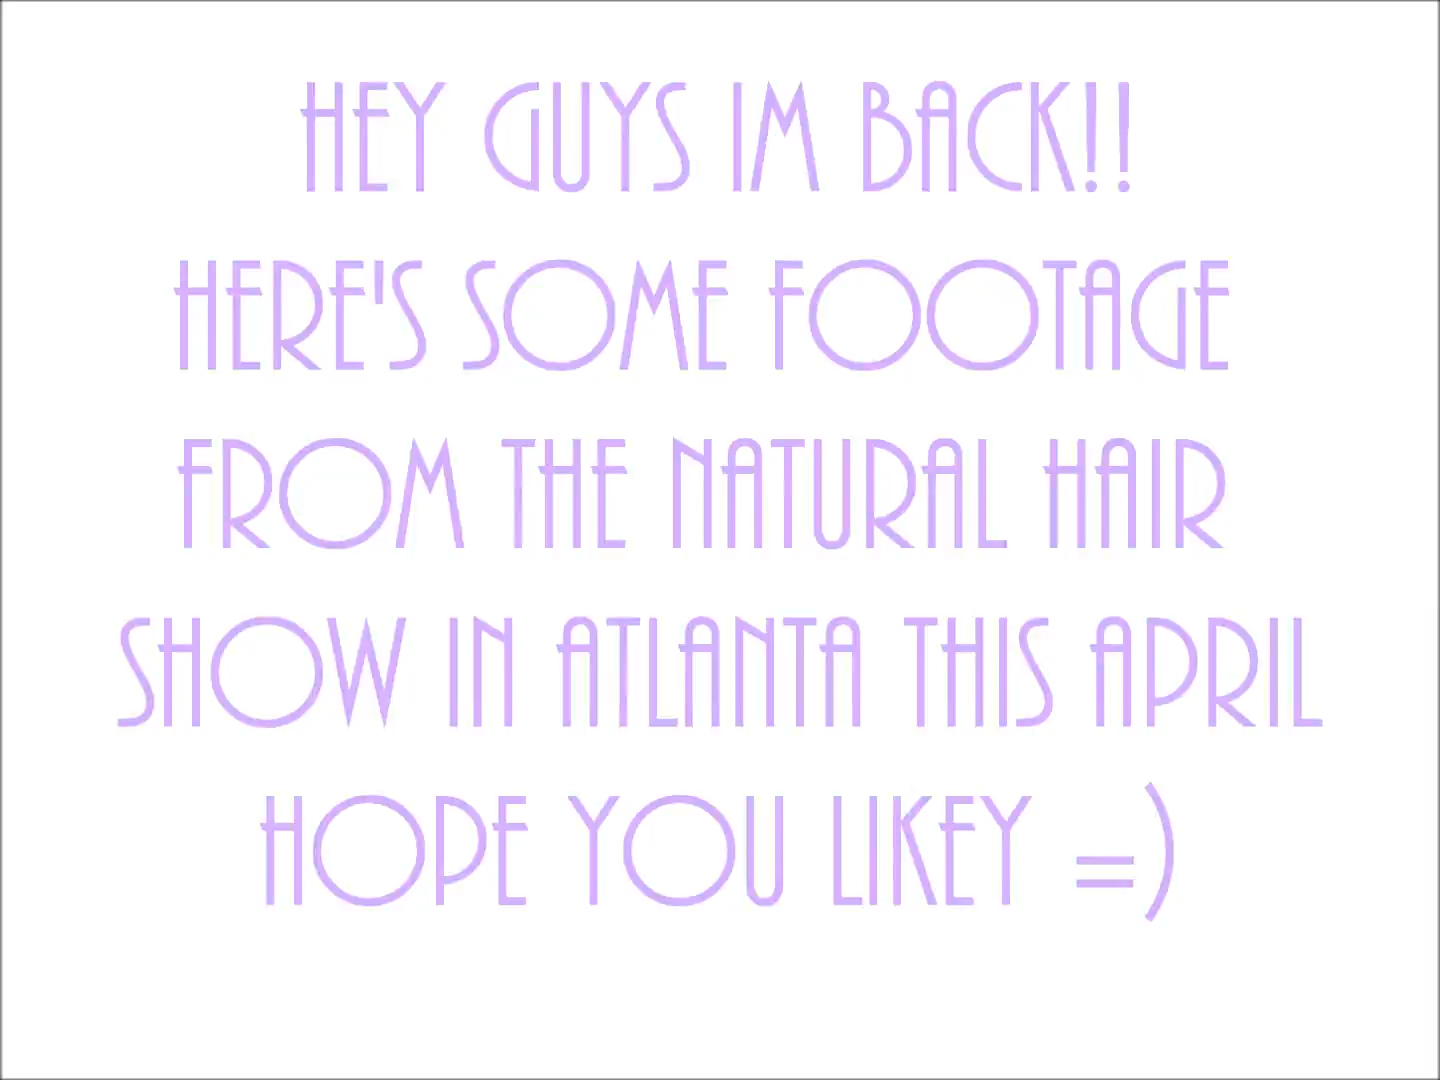 HEY GUYS IM BACK!!
HERE'S SOME FOOTAGE
FROM THE NATURAL HAIR
SHOW IN ATLANTA THIS APRIL
HOPE YOU LIKEY =)